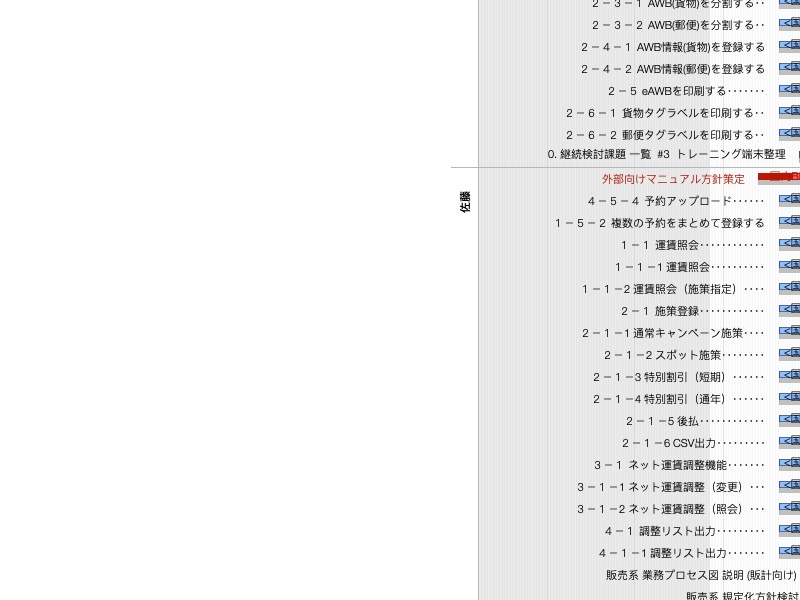 ２－３－１ AWB(貨物)を分割する‥
２－３－２ AWB(郵便)を分割する‥
２－４－１ AWB情報(貨物)を登録する
２－４－２ AWB情報(郵便)を登録する
２－５ eAWBを印刷する‥‥‥‥
２－６－１ 貨物タグラベルを印刷する‥
２－６－２ 郵便タグラベルを印刷する‥
0. 継続検討課題 一覧 #3 トレーニング端末整理
佐藤
外部向けマニュアル方針策定
４－５－４ 予約アップロード‥‥‥
１－５－２ 複数の予約をまとめて登録する
１－１ 運賃照会‥‥‥‥‥‥
１－１－１運賃照会‥‥‥‥‥
１－１－２運賃照会（施策指定）‥‥
２－１ 施策登録‥‥‥‥‥‥
２－１－１通常キャンペーン施策‥‥
２－１－２スポット施策‥‥‥‥
２－１－３特別割引（短期）‥‥‥
２－１－４特別割引（通年）‥‥‥
２－１－５後払‥‥‥‥‥‥
２－１－６CSV出力‥‥‥‥‥
３－１ ネット運賃調整機能‥‥‥‥
３－１－１ネット運賃調整（変更）‥‥
３－１－２ネット運賃調整（照会）‥‥
４－１ 調整リスト出力‥‥‥‥‥
４－１－１調整リスト出力‥‥‥‥
販売系 業務プロセス図 説明 (販計向け)
販売系 規定化方針検討